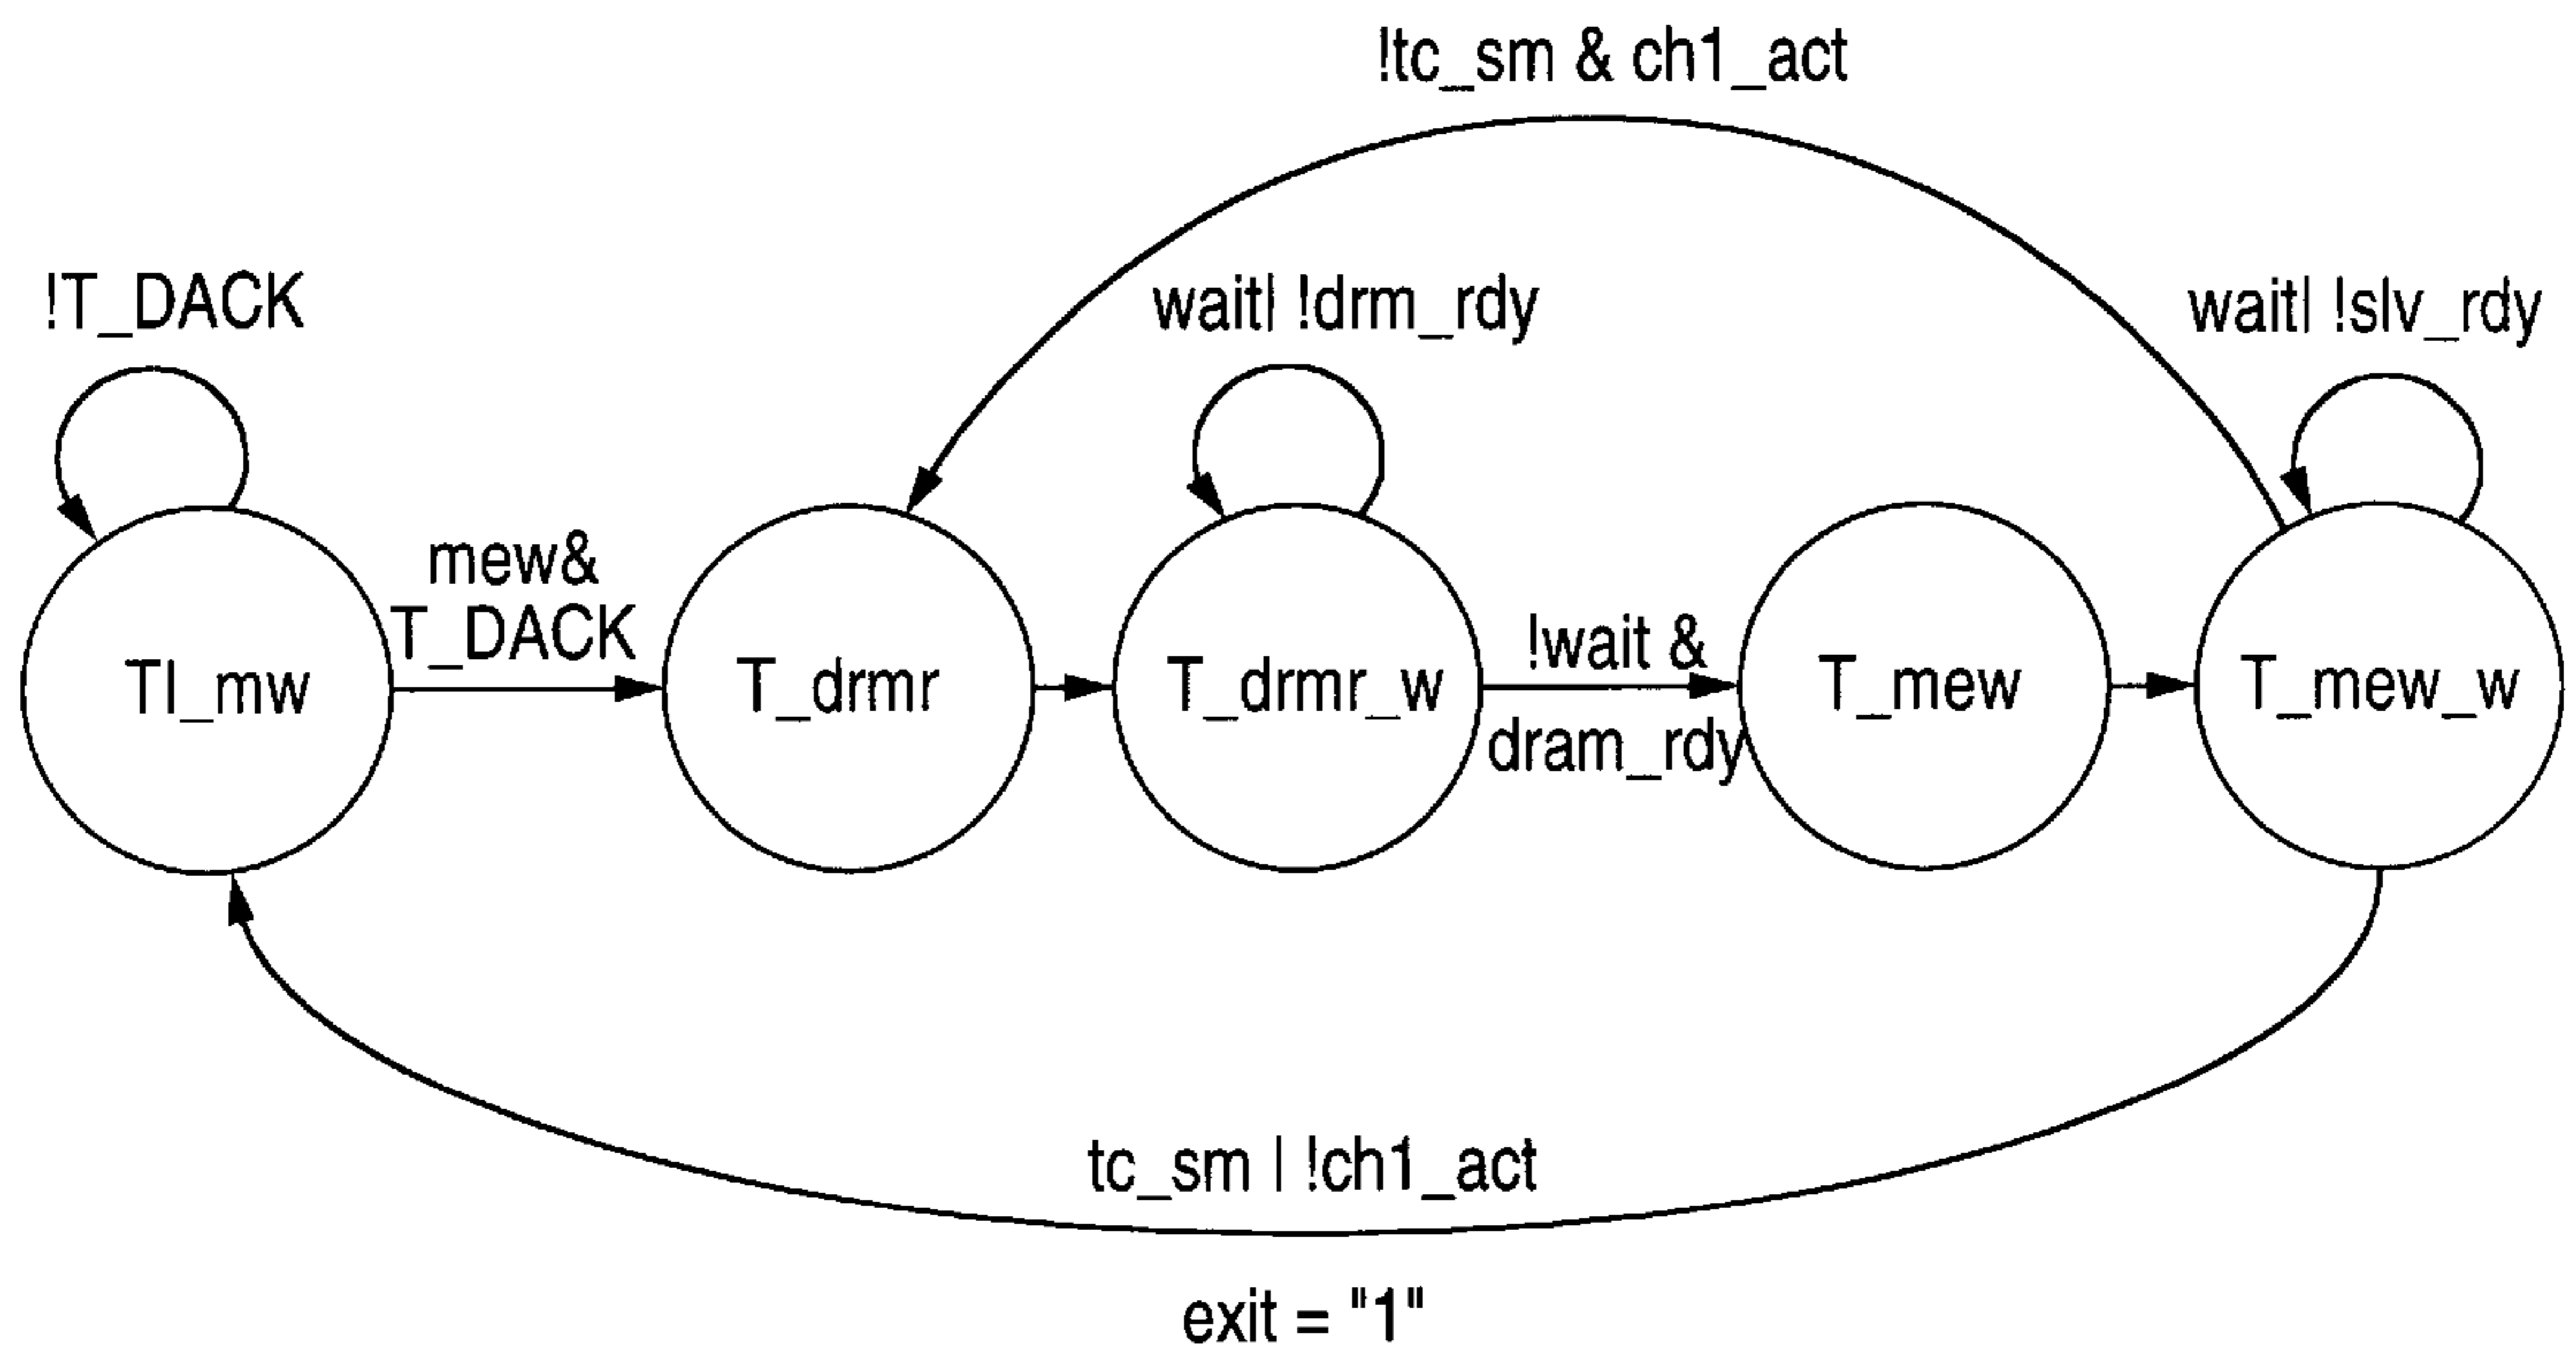 !tc_sm & ch1_act
!T_DACK
wait| !drm_rdy
wait| !slv_rdy
mew&
T_DACK
!wait &
TI_mw
T_drmr
T_drmr_w
T_mew
T_mew_w
dram_rdy
tc_sm | !ch1_act
exit = "1"